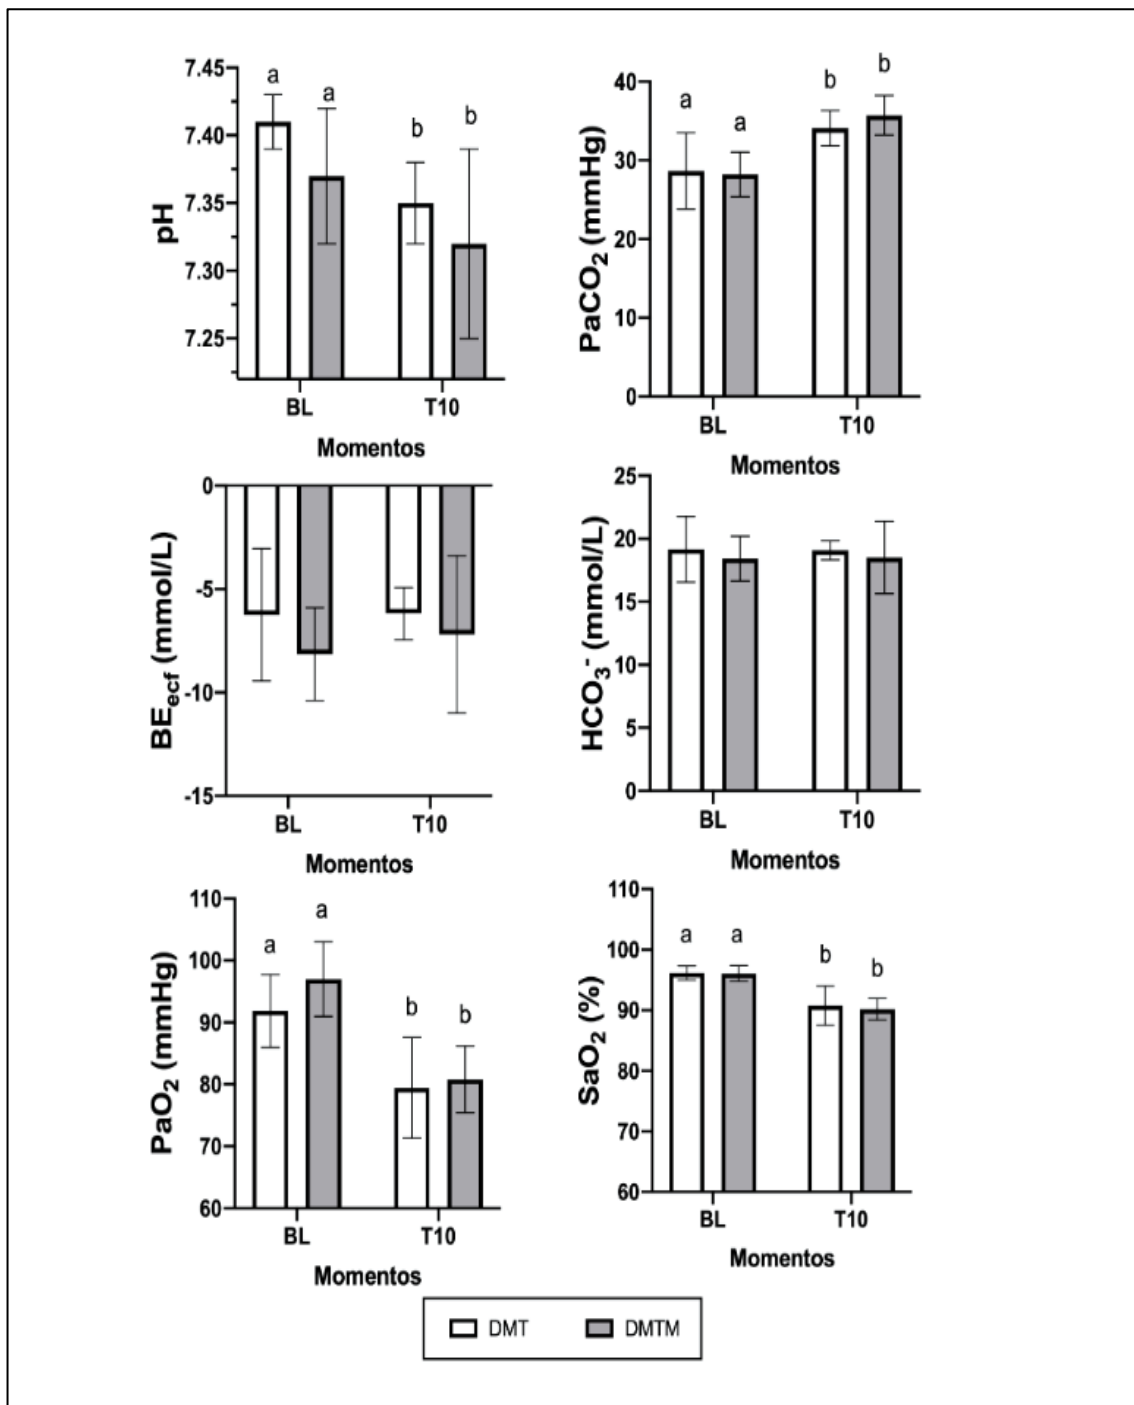 7.45
7.40
7.35
7.30
7.25
pH
a
a
b
b
BL
T10
Momentos
40
30
20
10
0
PaCO₂ (mmHg)
a
a
b
b
BL
T10
Momentos
0
-5
-10
-15
BEecf (mmol/L)
BL
T10
Momentos
25
20
15
10
5
0
HCO₃⁻ (mmol/L)
BL
T10
Momentos
110
100
90
80
70
60
PaO₂ (mmHg)
a
a
b
b
BL
T10
Momentos
110
100
90
80
70
60
SaO₂ (%)
a
a
b
b
BL
T10
Momentos
DMT
DMTM